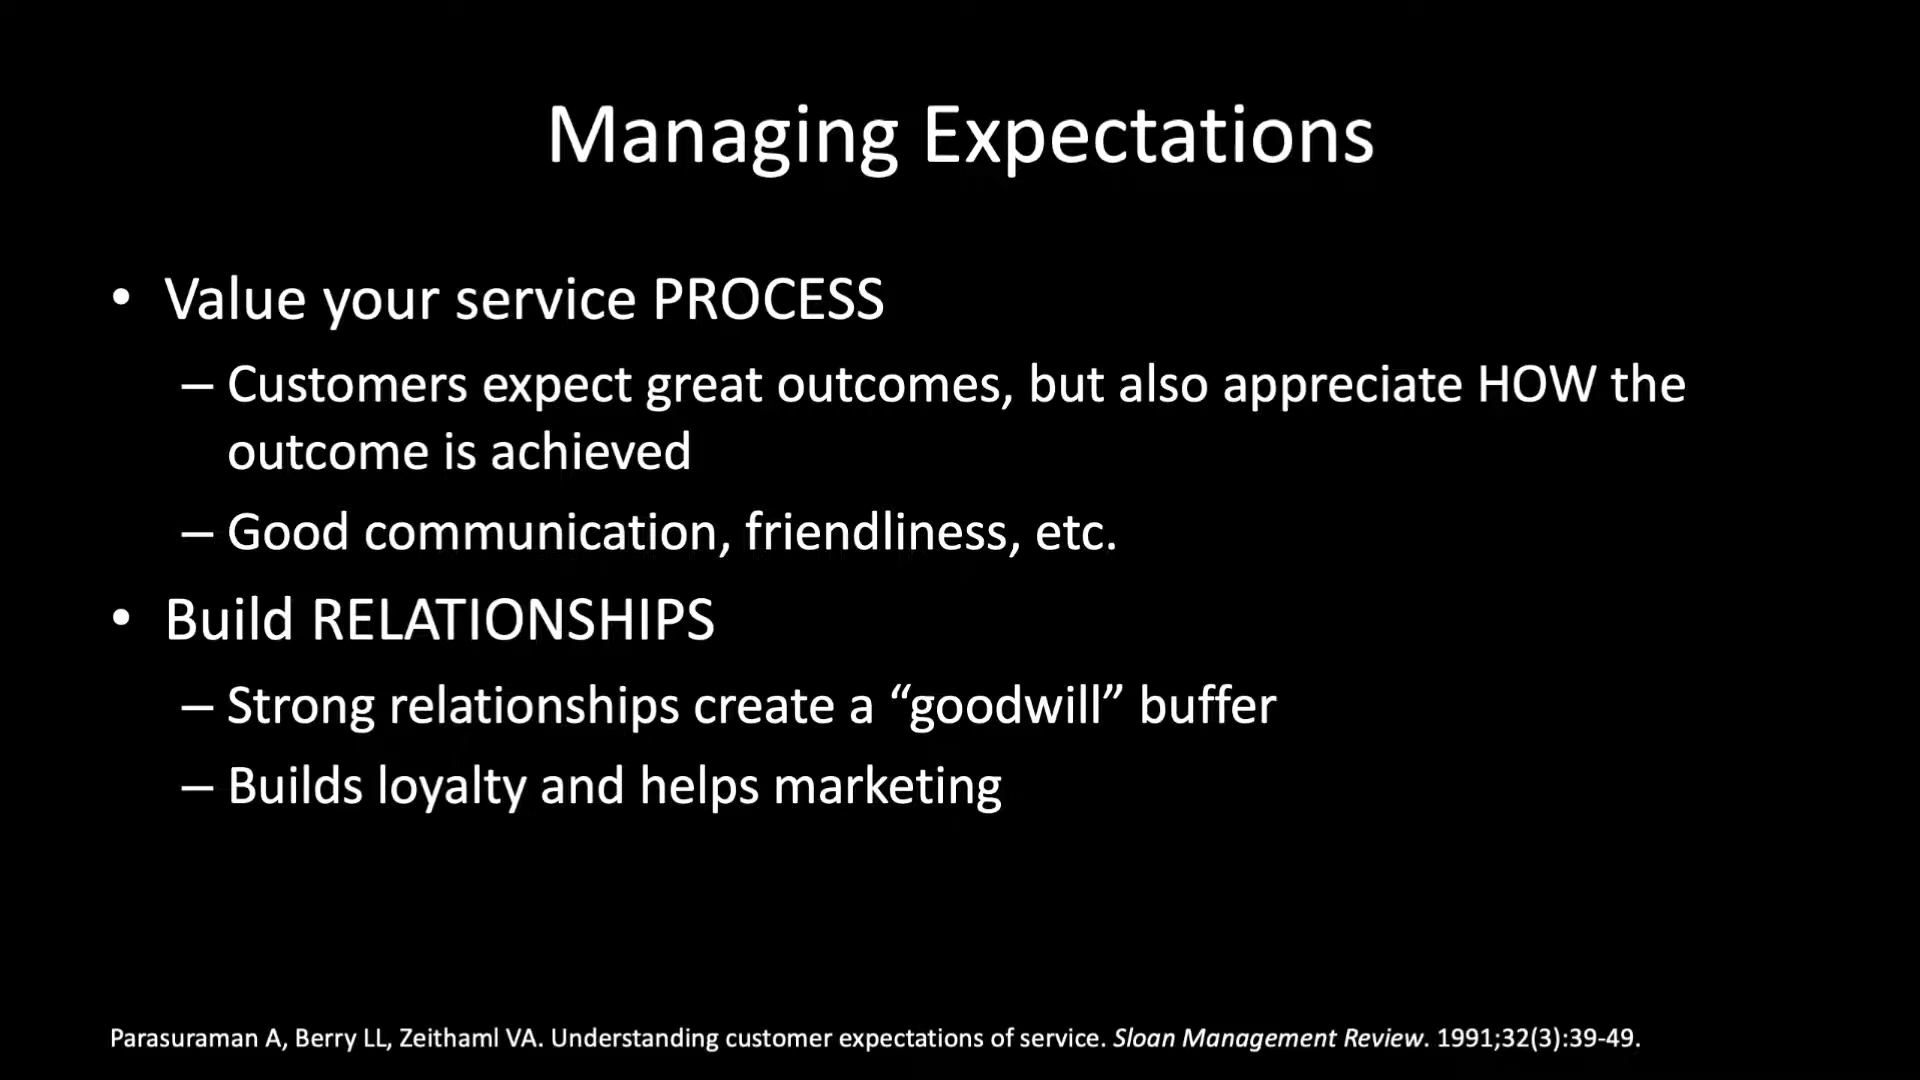 Managing Expectations
• Value your service PROCESS
– Customers expect great outcomes, but also appreciate HOW the
outcome is achieved
– Good communication, friendliness, etc.
• Build RELATIONSHIPS
– Strong relationships create a “goodwill” buffer
– Builds loyalty and helps marketing
Parasuraman A, Berry LL, Zeithaml VA. Understanding customer expectations of service. Sloan Management Review. 1991;32(3):39-49.